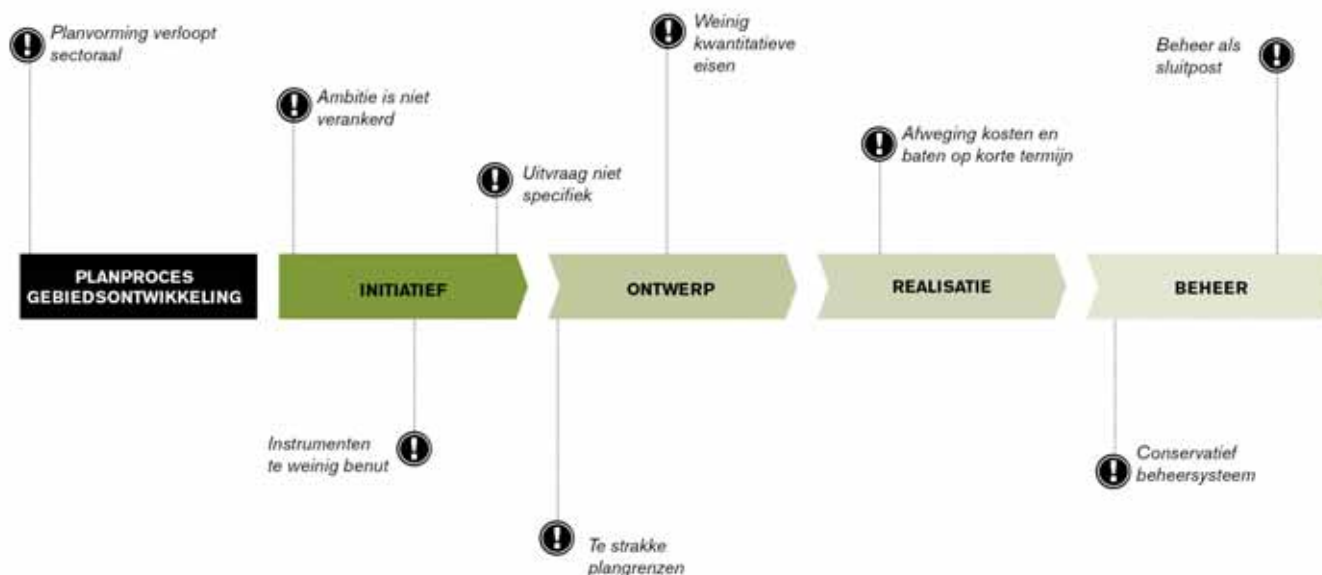 Planvorming verloopt
sectoraal
Ambitie is niet
verankerd
Uitvraag niet
specifiek
Weinig
kwantitatieve
eisen
Afweging kosten en
baten op korte termijn
Beheer als
sluitpost
PLANPROCES
GEBIEDSONTWIKKELING
INITIATIEF
ONTWERP
REALISATIE
BEHEER
Instrumenten
te weinig benut
Te strakke
plangrenzen
Conservatief
beheersysteem